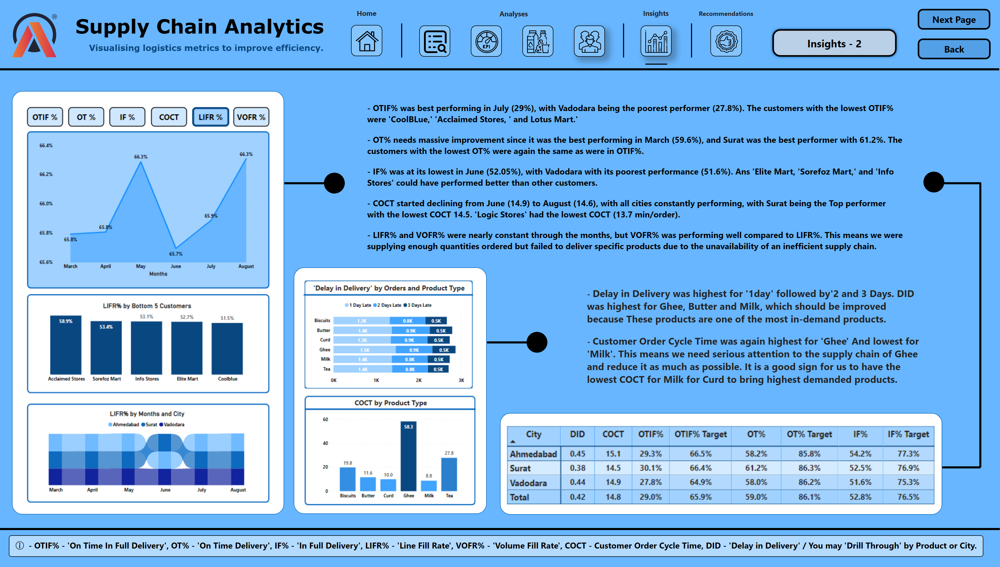 ®
Supply Chain Analytics
Visualising logistics metrics to improve efficiency.
Home
Analyses
KPI
Insights
Recommendations
Insights - 2
Next Page
Back
OTIF %
OT %
IF %
COCT
LIFR %
VOFR %
66.4%
66.2%
66.0%
65.8%
65.6%
65.8%
65.8%
66.3%
65.7%
65.9%
66.3%
March
April
May
June
July
August
Months
LIFR% by Bottom 5 Customers
58.9%
53.4%
53.1%
52.7%
51.5%
Acclaimed Stores
Sorefoz Mart
Info Stores
Elite Mart
Coolblue
LIFR% by Months and City
Ahmedabad Surat Vadodara
March
April
May
June
July
August
- OTIF% was best performing in July (29%), with Vadodara being the poorest performer (27.8%). The customers with the lowest OTIF%
were 'CoolBLue,' 'Acclaimed Stores, ' and Lotus Mart.'
- OT% needs massive improvement since it was the best performing in March (59.6%), and Surat was the best performer with 61.2%. The
customers with the lowest OT% were again the same as were in OTIF%.
- IF% was at its lowest in June (52.05%), with Vadodara with its poorest performance (51.6%). Ans 'Elite Mart, 'Sorefoz Mart,' and 'Info
Stores' could have performed better than other customers.
- COCT started declining from June (14.9) to August (14.6), with all cities constantly performing, with Surat being the Top performer
with the lowest COCT 14.5. 'Logic Stores' had the lowest COCT (13.7 min/order).
- LIFR% and VOFR% were nearly constant through the months, but VOFR% was performing well compared to LIFR%. This means we were
supplying enough quantities ordered but failed to deliver specific products due to the unavailability of an inefficient supply chain.
'Delay in Delivery' by Orders and Product Type
1 Day Late 2 Days Late 3 Days Late
Biscuits 1.3K 0.8K 0.5K
Butter 1.4K 0.9K 0.5K
Curd 1.3K 0.9K 0.5K
Ghee 1.5K 0.9K 0.5K
Milk 1.4K 0.8K 0.5K
Tea 1.4K 0.8K 0.5K
0K 1K 2K 3K
COCT by Product Type
60
40
20
0
19.8
11.6
10.0
58.3
8.8
27.8
Biscuits
Butter
Curd
Ghee
Milk
Tea
- Delay in Delivery was highest for '1day' followed by'2 and 3 Days. DID
was highest for Ghee, Butter and Milk, which should be improved
because These products are one of the most in-demand products.
- Customer Order Cycle Time was again highest for 'Ghee' And lowest for
'Milk'. This means we need serious attention to the supply chain of Ghee
and reduce it as much as possible. It is a good sign for us to have the
lowest COCT for Milk for Curd to bring highest demanded products.
City DID COCT OTIF% OTIF% Target OT% OT% Target IF% IF% Target
Ahmedabad 0.45 15.1 29.3% 66.5% 58.2% 85.8% 54.2% 77.3%
Surat 0.38 14.5 30.1% 66.4% 61.2% 86.3% 52.5% 76.9%
Vadodara 0.44 14.9 27.8% 64.9% 58.0% 86.2% 51.6% 75.3%
Total 0.42 14.8 29.0% 65.9% 59.0% 86.1% 52.8% 76.5%
ⓘ - OTIF% - 'On Time In Full Delivery', OT% - 'On Time Delivery', IF% - 'In Full Delivery', LIFR% - 'Line Fill Rate', VOFR% - 'Volume Fill Rate', COCT - Customer Order Cycle Time, DID - 'Delay in Delivery' / You may 'Drill Through' by Product or City.